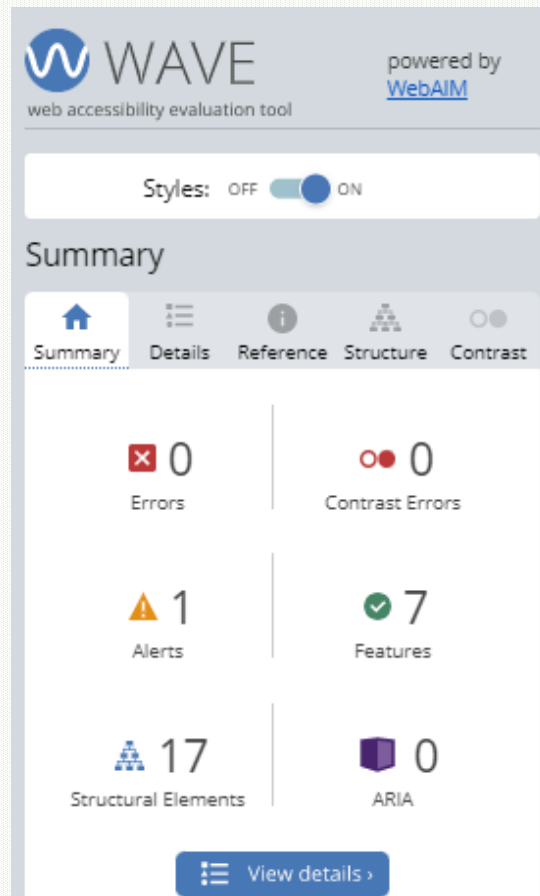 WAVE
powered by
WebAIM
web accessibility evaluation tool
Styles: OFF ON
Summary
Summary Details Reference Structure Contrast
0 0
Errors Contrast Errors
1 7
Alerts Features
17 0
Structural Elements ARIA
View details ›